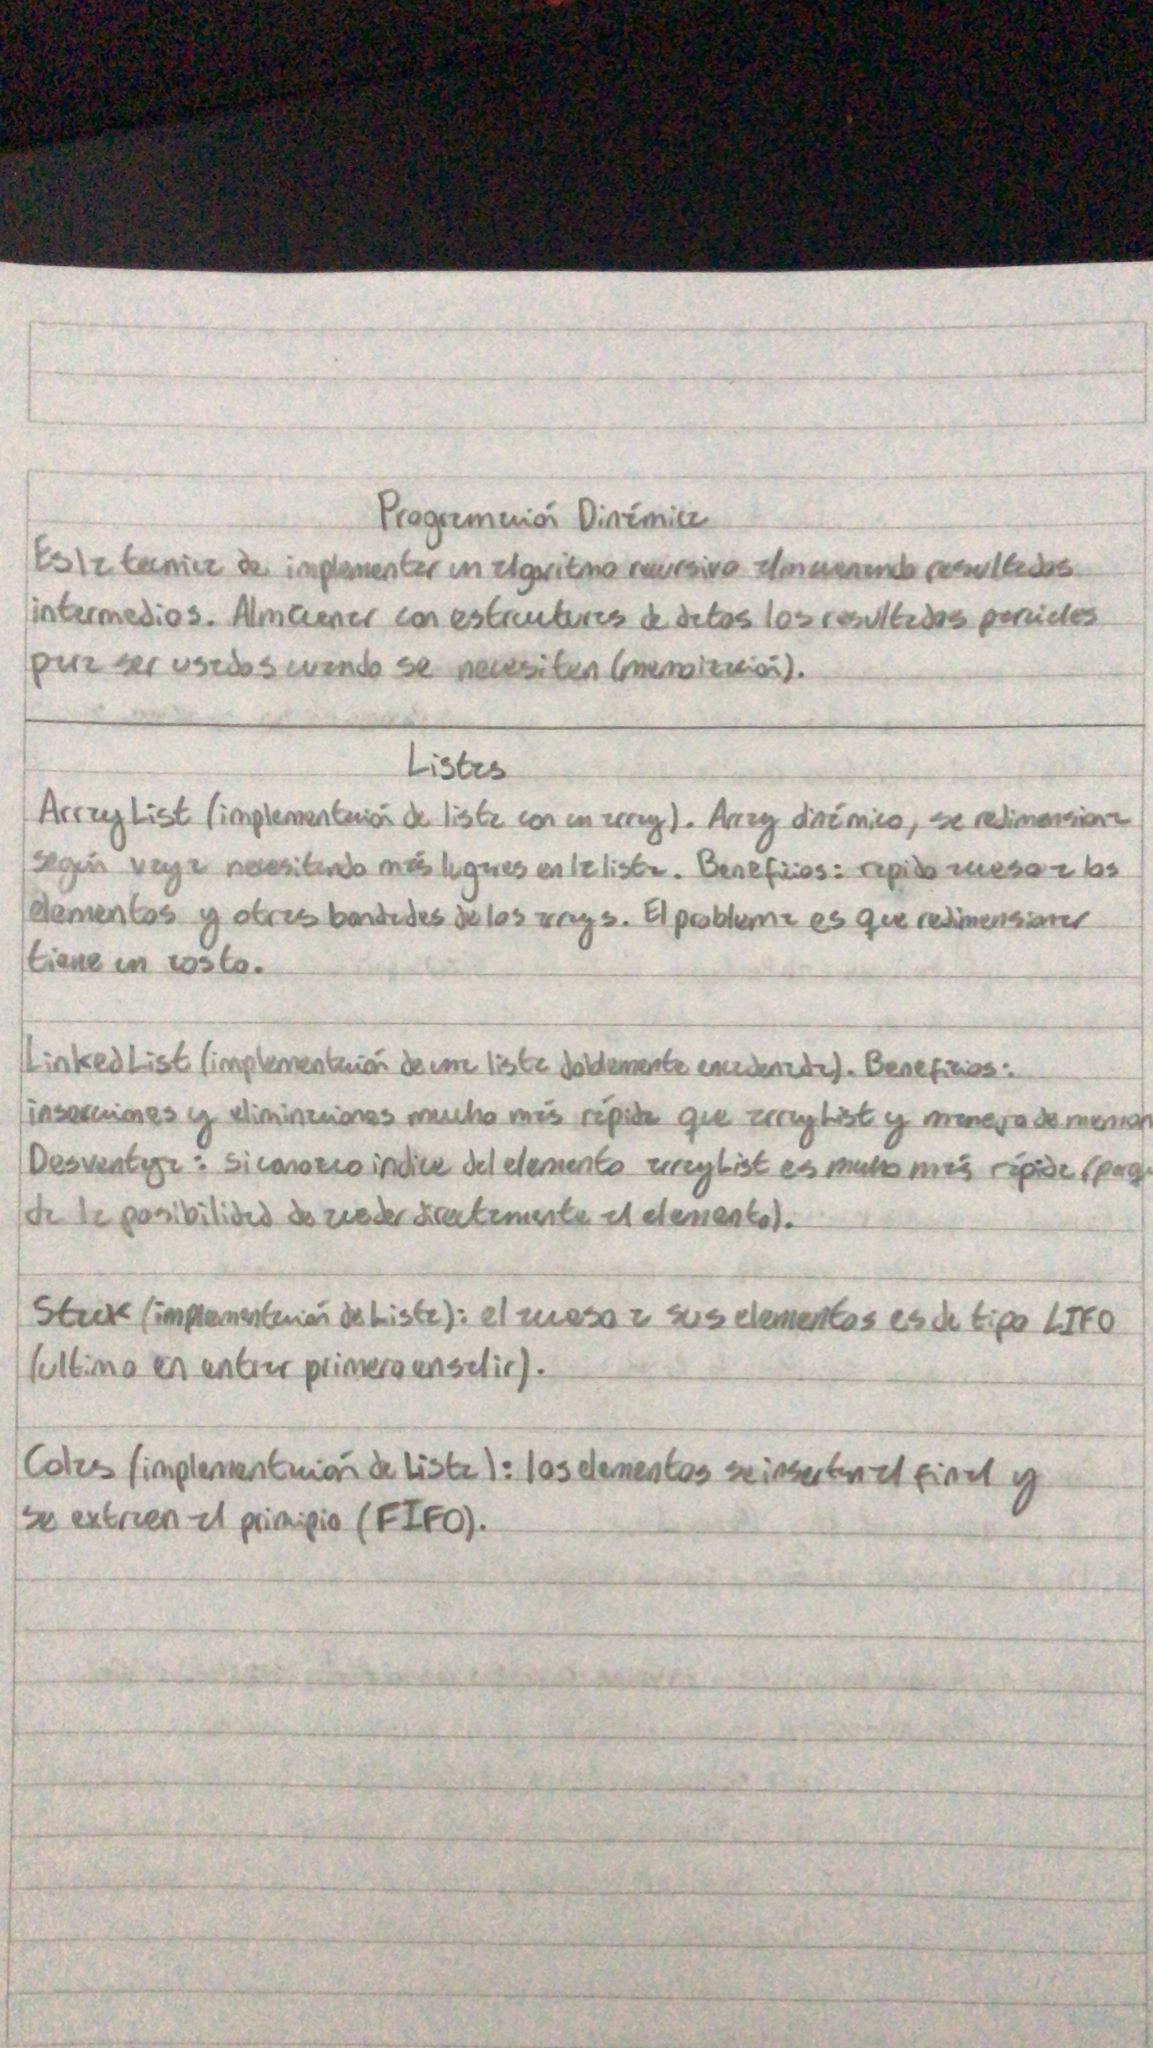 Programación Dinámica
Es la tecnica de implementar un algoritmo recursivo almacenando resultados
intermedios. Almacenar con estructuras de datos los resultados parciales
para ser usados cuando se necesiten (memoización).
Listas
ArrayList (implementación de lista con un array). Array dinámico, se redimensiona
según vaya necesitando más lugares en la lista. Beneficios: rapido acceso a los
elementos y otras bondades de los arrays. El problema es que redimensionar
tiene un costo.
LinkedList (implementación de una lista doblemente encadenada). Beneficios:
inserciones y eliminaciones mucho más rápida que arrayList y manejo de memor
Desventaja: si conozco indice del elemento arrayList es mucho más rápida (porq
da la posibilidad de acceder directamente al elemento).
Stack (implementación de Lista): el acceso a sus elementos es de tipo LIFO
(ultimo en entrar primero en salir).
Colas (implementación de Lista): los elementos se insertan al final y
se extraen al principio (FIFO).